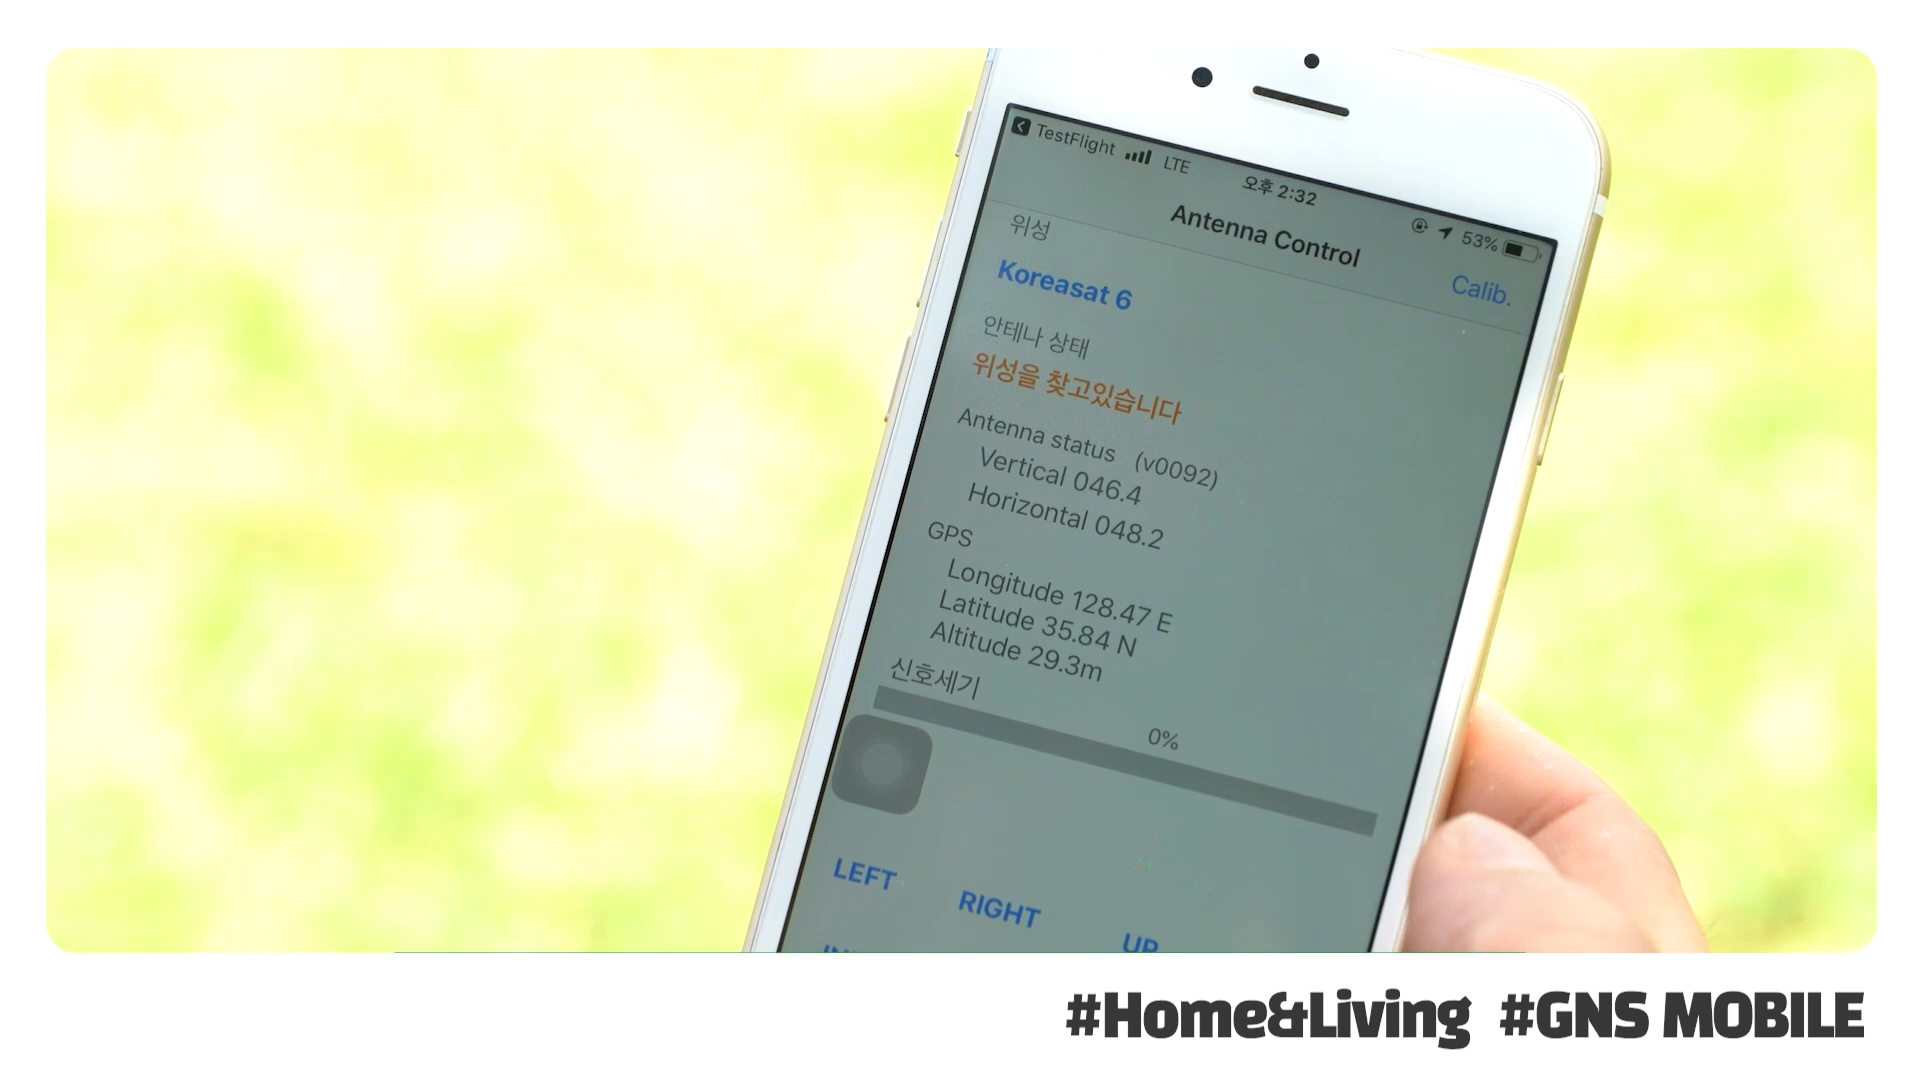 TestFlight LTE 오후 2:32 53%
Antenna Control
Calib.
위성
Koreasat 6
안테나 상태
위성을 찾고있습니다
Antenna status (v0092)
Vertical 046.4
Horizontal 048.2
GPS
Longitude 128.47 E
Latitude 35.84 N
Altitude 29.3m
신호세기
0%
LEFT RIGHT UP
#Home&Living #GNS MOBILE